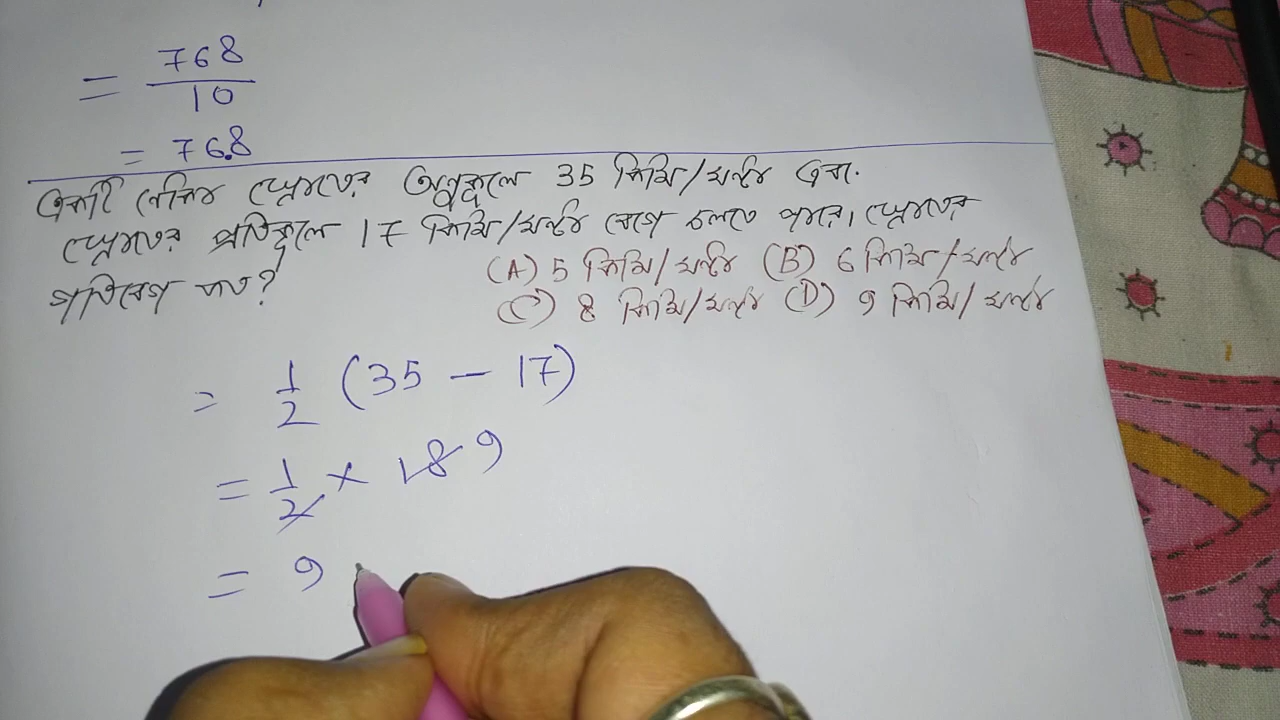 = 768/10
= 76.8
একটি নৌকা স্রোতের অনুকূলে 35 কিমি/ঘন্টা এবং
স্রোতের প্রতিকূলে 17 কিমি/ঘন্টা বেগে চলতে পারে। স্রোতের
গতিবেগ কত?
(A) 5 কিমি/ঘন্টা (B) 6 কিমি/ঘন্টা
(C) 8 কিমি/ঘন্টা (D) 9 কিমি/ঘন্টা
= 1/2 (35 - 17)
= 1/2 × 18 9
= 9